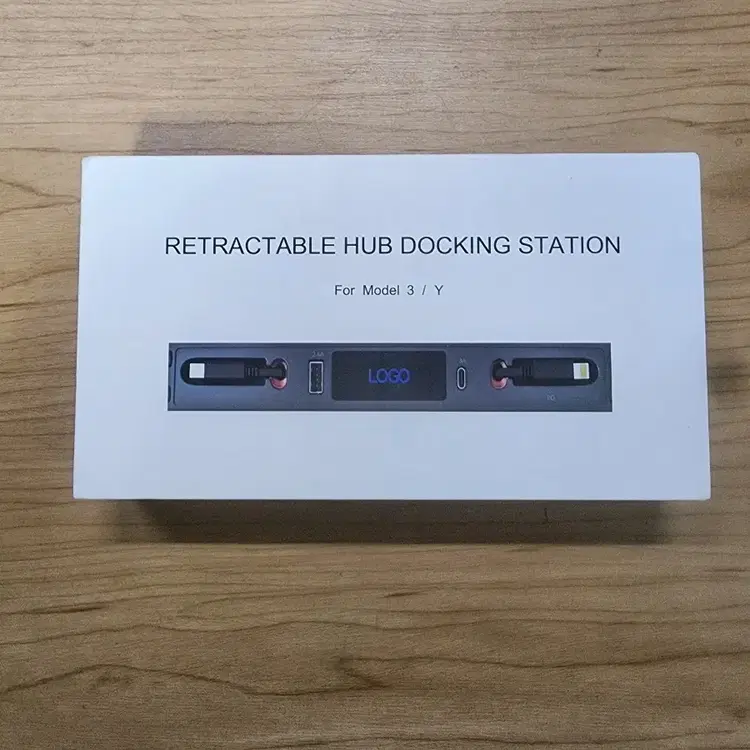 RETRACTABLE HUB DOCKING STATION
For Model 3 / Y
LOGO